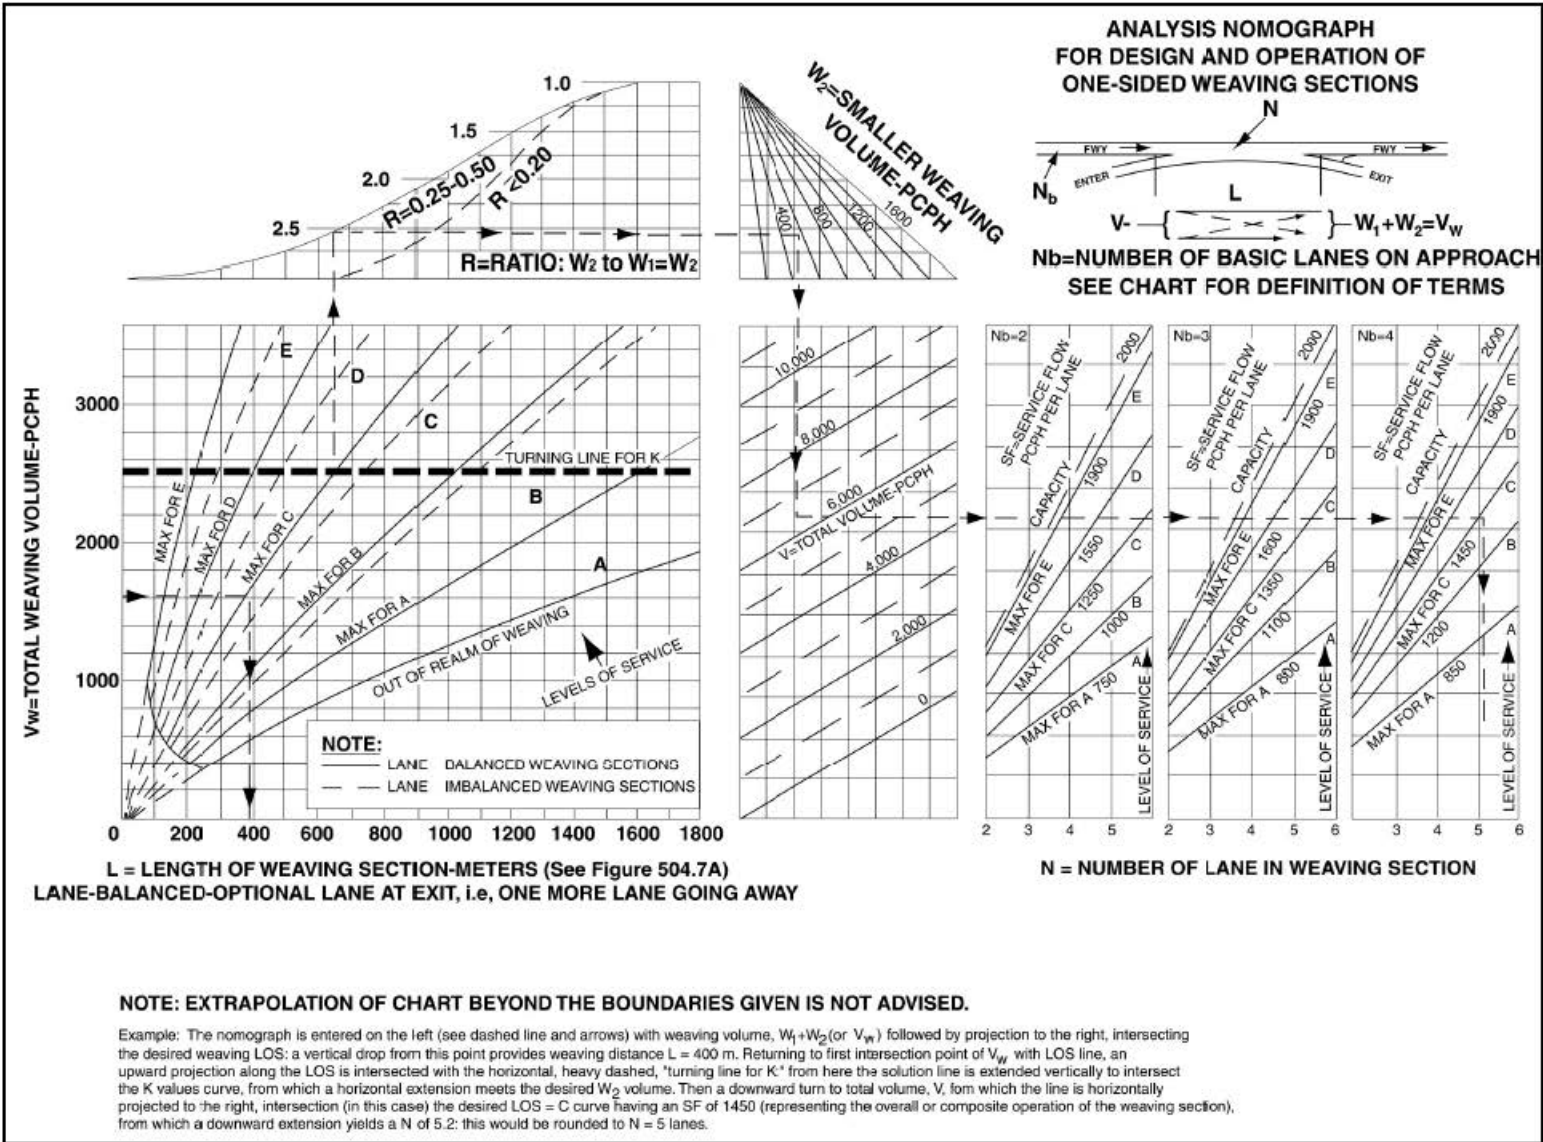 ANALYSIS NOMOGRAPH
FOR DESIGN AND OPERATION OF
ONE-SIDED WEAVING SECTIONS
N
FWY
FWY
ENTER
EXIT
Nb
L
V-
W1+W2=VW
Nb=NUMBER OF BASIC LANES ON APPROACH
SEE CHART FOR DEFINITION OF TERMS
1.0
1.5
2.0
2.5
R=0.25-0.50
R <0.20
R=RATIO: W2 to W1=W2
W2=SMALLER WEAVING
VOLUME-PCPH
400
800
1200
1600
Vw=TOTAL WEAVING VOLUME-PCPH
3000
2000
1000
E
D
C
B
A
TURNING LINE FOR K
MAX FOR E
MAX FOR D
MAX FOR C
MAX FOR B
MAX FOR A
OUT OF REALM OF WEAVING
LEVELS OF SERVICE
NOTE:
LANE BALANCED WEAVING SECTIONS
LANE IMBALANCED WEAVING SECTIONS
0 200 400 600 800 1000 1200 1400 1600 1800
L = LENGTH OF WEAVING SECTION-METERS (See Figure 504.7A)
LANE-BALANCED-OPTIONAL LANE AT EXIT, i.e, ONE MORE LANE GOING AWAY
10,000
8,000
6,000
V=TOTAL VOLUME-PCPH
4,000
2,000
0
Nb=2
SF=SERVICE FLOW
PCPH PER LANE
2000
CAPACITY
E
1900
D
MAX FOR E
1550
C
MAX FOR C 1250
1000
B
MAX FOR A 750
A
LEVEL OF SERVICE
2 3 4 5
Nb=3
SF=SERVICE FLOW
PCPH PER LANE
2000
CAPACITY
E
1900
D
MAX FOR E
1600
C
MAX FOR C 1350
1100
B
MAX FOR A 800
A
LEVEL OF SERVICE
2 3 4 5 6
Nb=4
SF=SERVICE FLOW
PCPH PER LANE
2000
CAPACITY
E
1900
D
MAX FOR E
C
MAX FOR C 1450
1200
B
MAX FOR A 850
A
LEVEL OF SERVICE
3 4 5 6
N = NUMBER OF LANE IN WEAVING SECTION
NOTE: EXTRAPOLATION OF CHART BEYOND THE BOUNDARIES GIVEN IS NOT ADVISED.
Example: The nomograph is entered on the left (see dashed line and arrows) with weaving volume, W1+W2(or VW) followed by projection to the right, intersecting
the desired weaving LOS: a vertical drop from this point provides weaving distance L = 400 m. Returning to first intersection point of VW with LOS line, an
upward projection along the LOS is intersected with the horizontal, heavy dashed, "turning line for K:" from here the solution line is extended vertically to intersect
the K values curve, from which a horizontal extension meets the desired W2 volume. Then a downward turn to total volume, V, fom which the line is horizontally
projected to the right, intersection (in this case) the desired LOS = C curve having an SF of 1450 (representing the overall or composite operation of the weaving section),
from which a downward extension yields a N of 5.2: this would be rounded to N = 5 lanes.